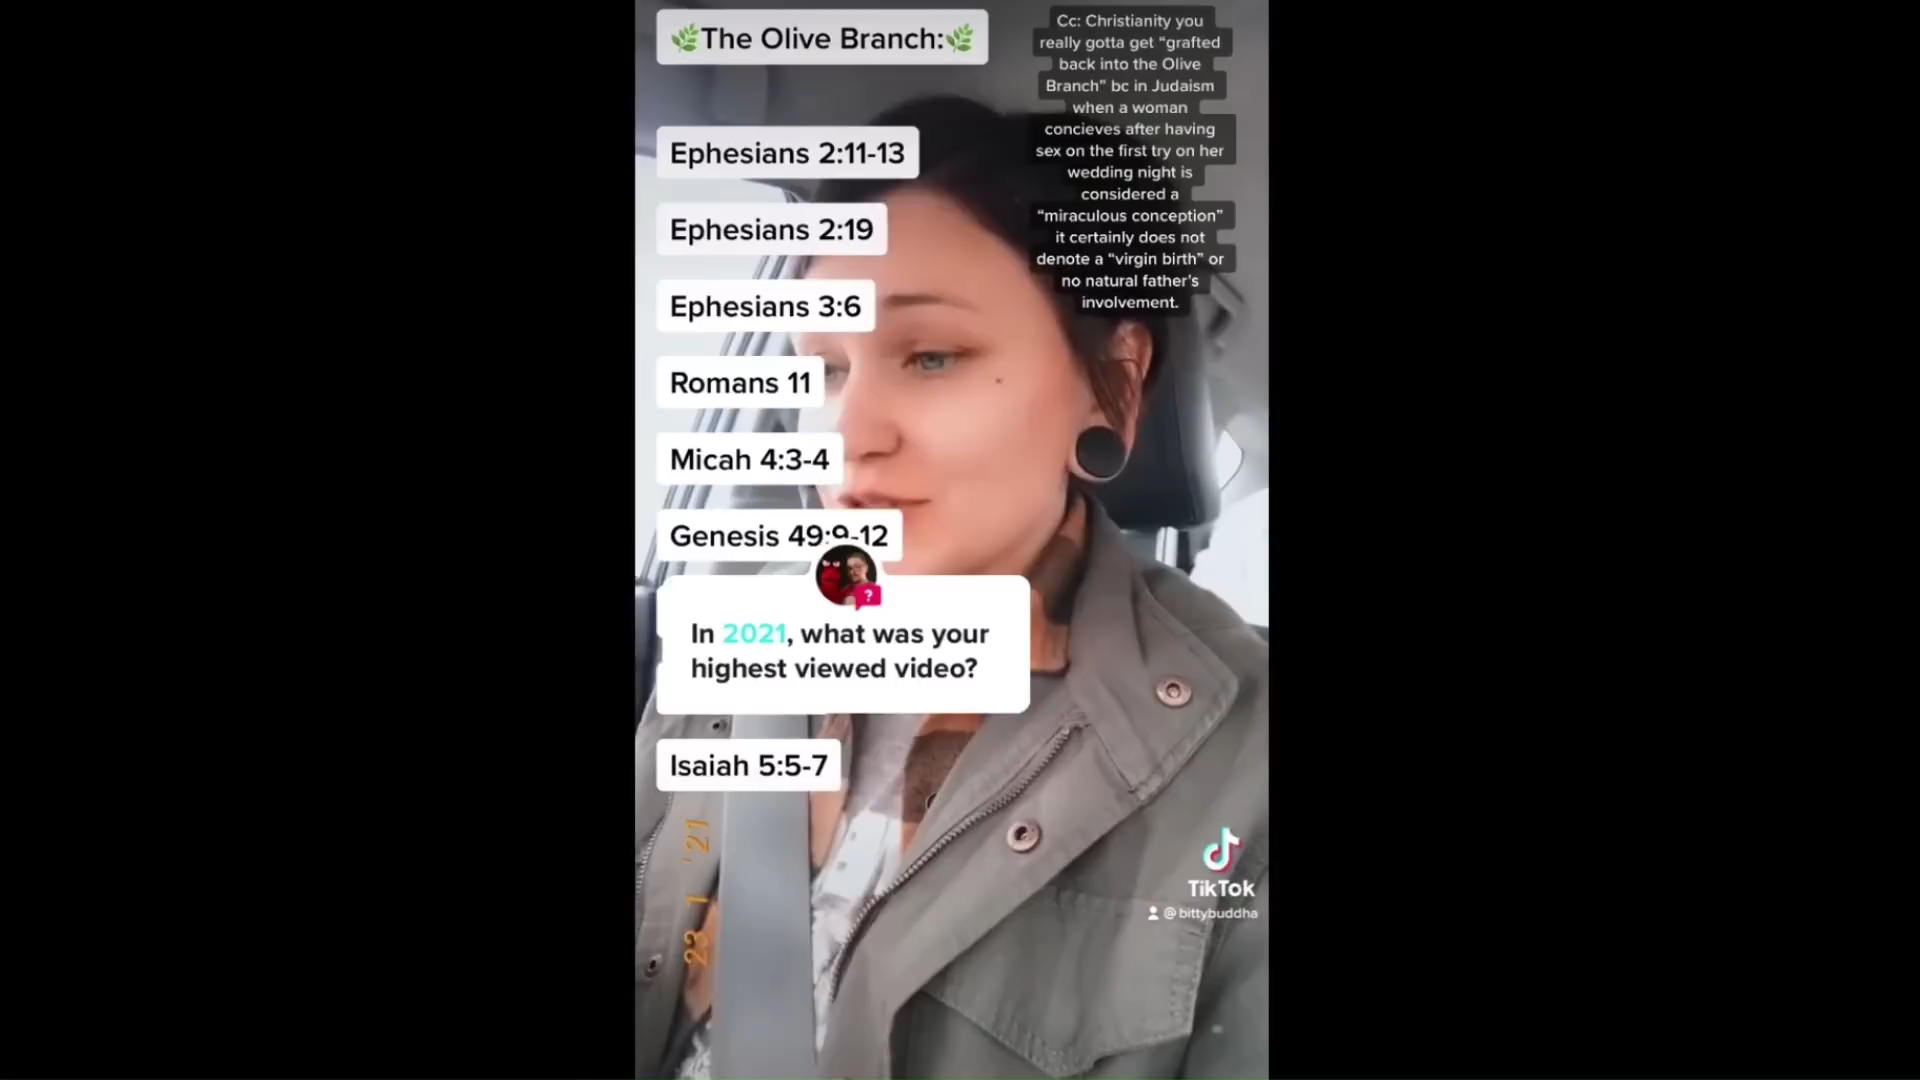 🌿The Olive Branch:🌿
Cc: Christianity you
really gotta get “grafted
back into the Olive
Branch” bc in Judaism
when a woman
concieves after having
sex on the first try on her
wedding night is
considered a
“miraculous conception”
it certainly does not
denote a “virgin birth” or
no natural father’s
involvement.
Ephesians 2:11-13
Ephesians 2:19
Ephesians 3:6
Romans 11
Micah 4:3-4
Genesis 49:9-12
?
In 2021, what was your
highest viewed video?
Isaiah 5:5-7
23 1 '21
TikTok
@bittybuddha